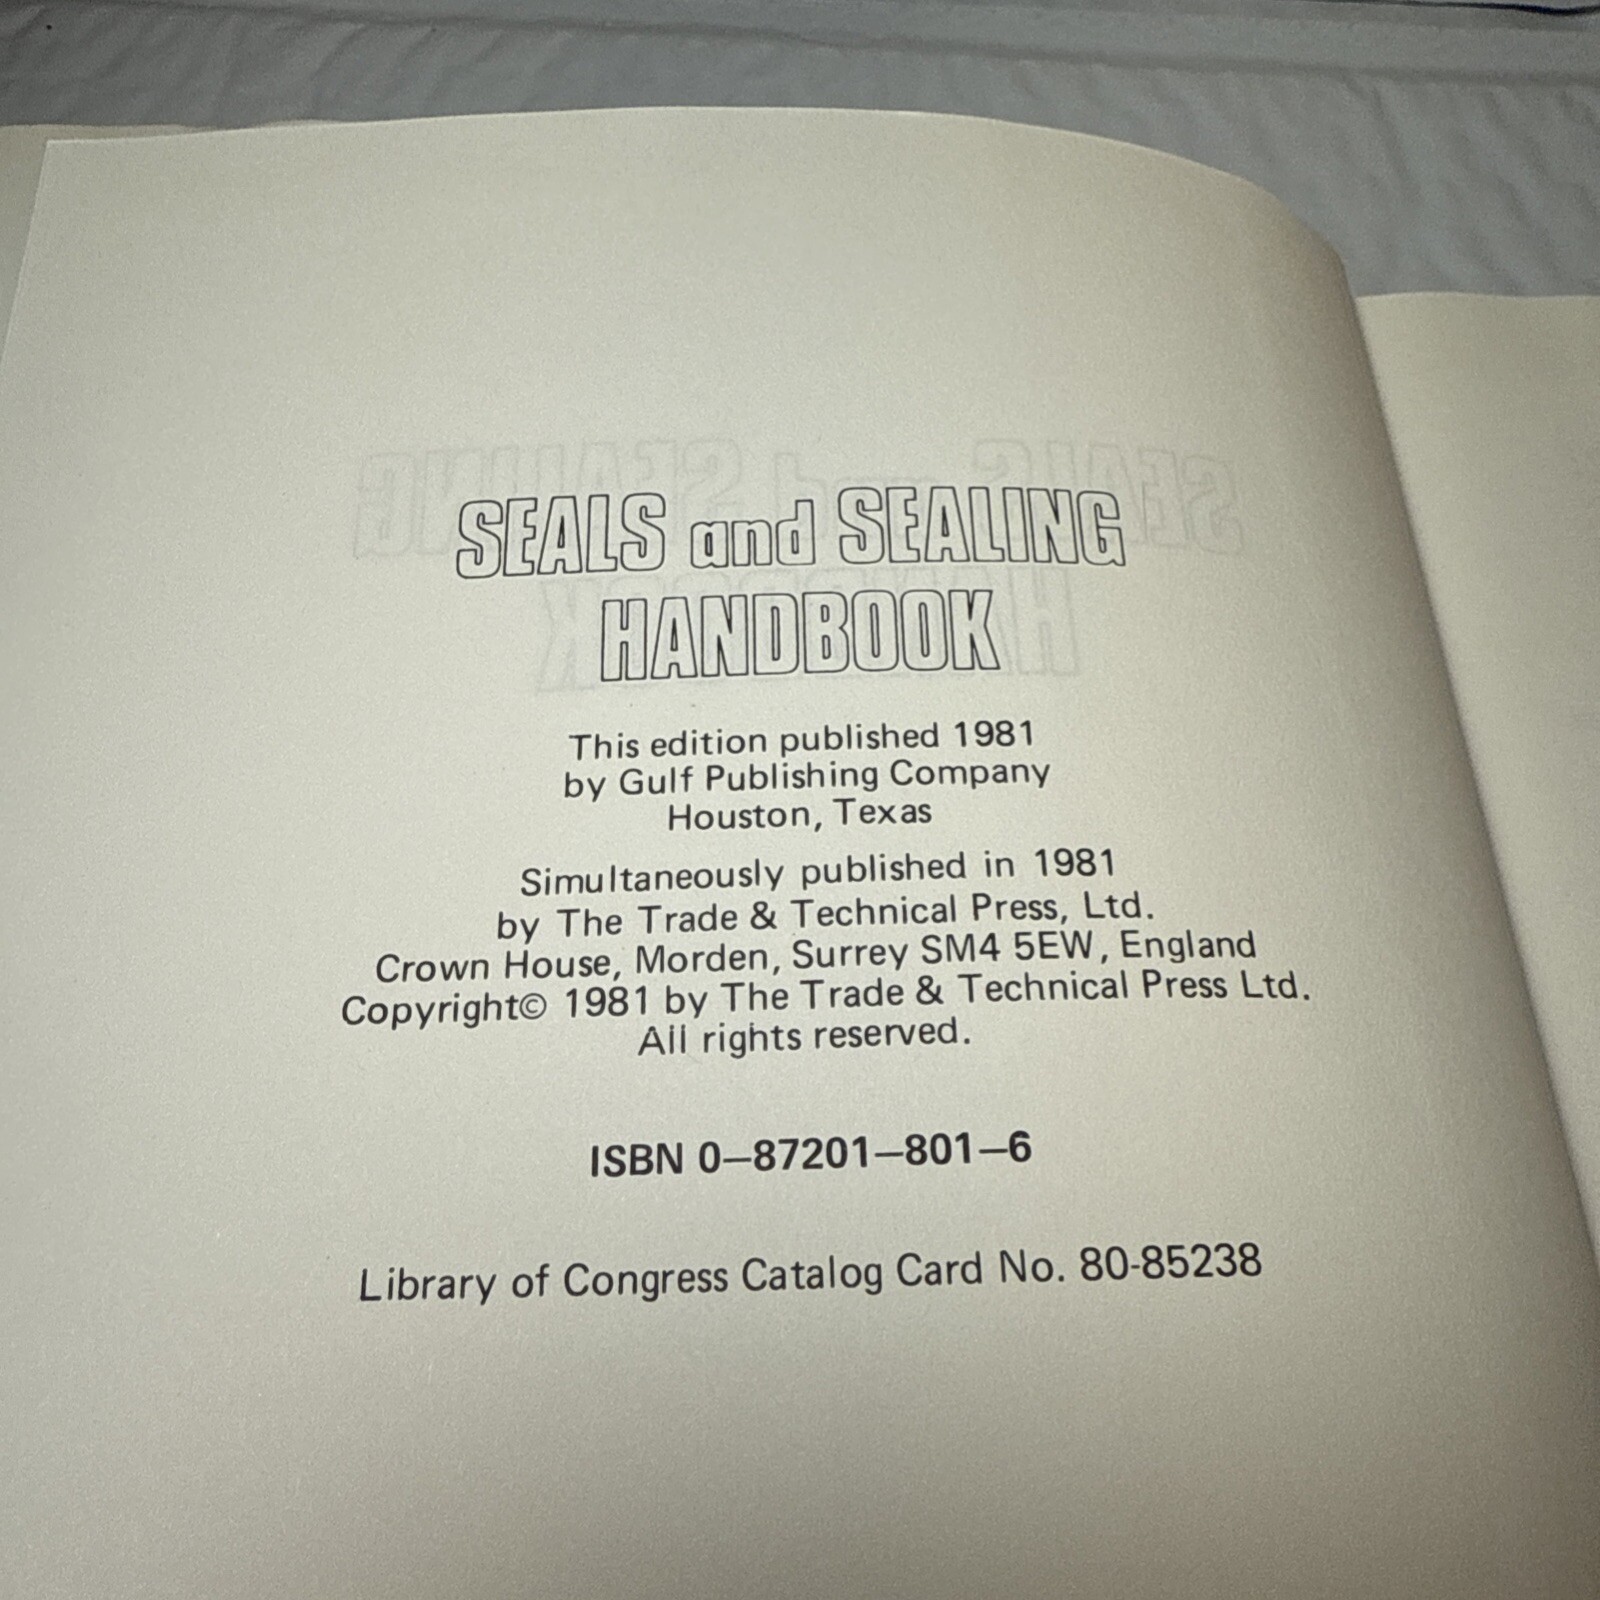 SEALS and SEALING
HANDBOOK
This edition published 1981
by Gulf Publishing Company
Houston, Texas
Simultaneously published in 1981
by The Trade & Technical Press, Ltd.
Crown House, Morden, Surrey SM4 5EW, England
Copyright© 1981 by The Trade & Technical Press Ltd.
All rights reserved.
ISBN 0–87201–801–6
Library of Congress Catalog Card No. 80-85238